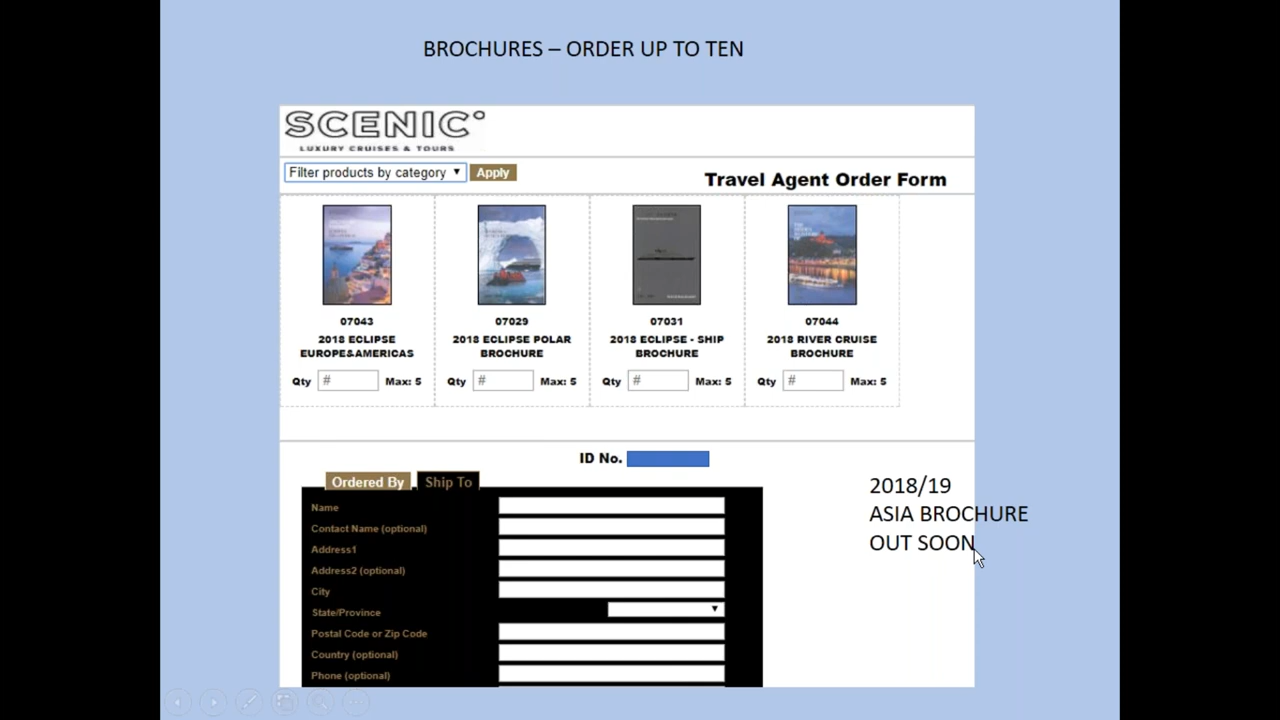 BROCHURES – ORDER UP TO TEN
SCENIC°
LUXURY CRUISES & TOURS
Filter products by category
Apply
Travel Agent Order Form
07043
2018 ECLIPSE
EUROPE&AMERICAS
Qty # Max: 5
07029
2018 ECLIPSE POLAR
BROCHURE
Qty # Max: 5
07031
2018 ECLIPSE - SHIP
BROCHURE
Qty # Max: 5
07044
2018 RIVER CRUISE
BROCHURE
Qty # Max: 5
ID No.
Ordered By
Ship To
Name
Contact Name (optional)
Address1
Address2 (optional)
City
State/Province
Postal Code or Zip Code
Country (optional)
Phone (optional)
2018/19
ASIA BROCHURE
OUT SOON